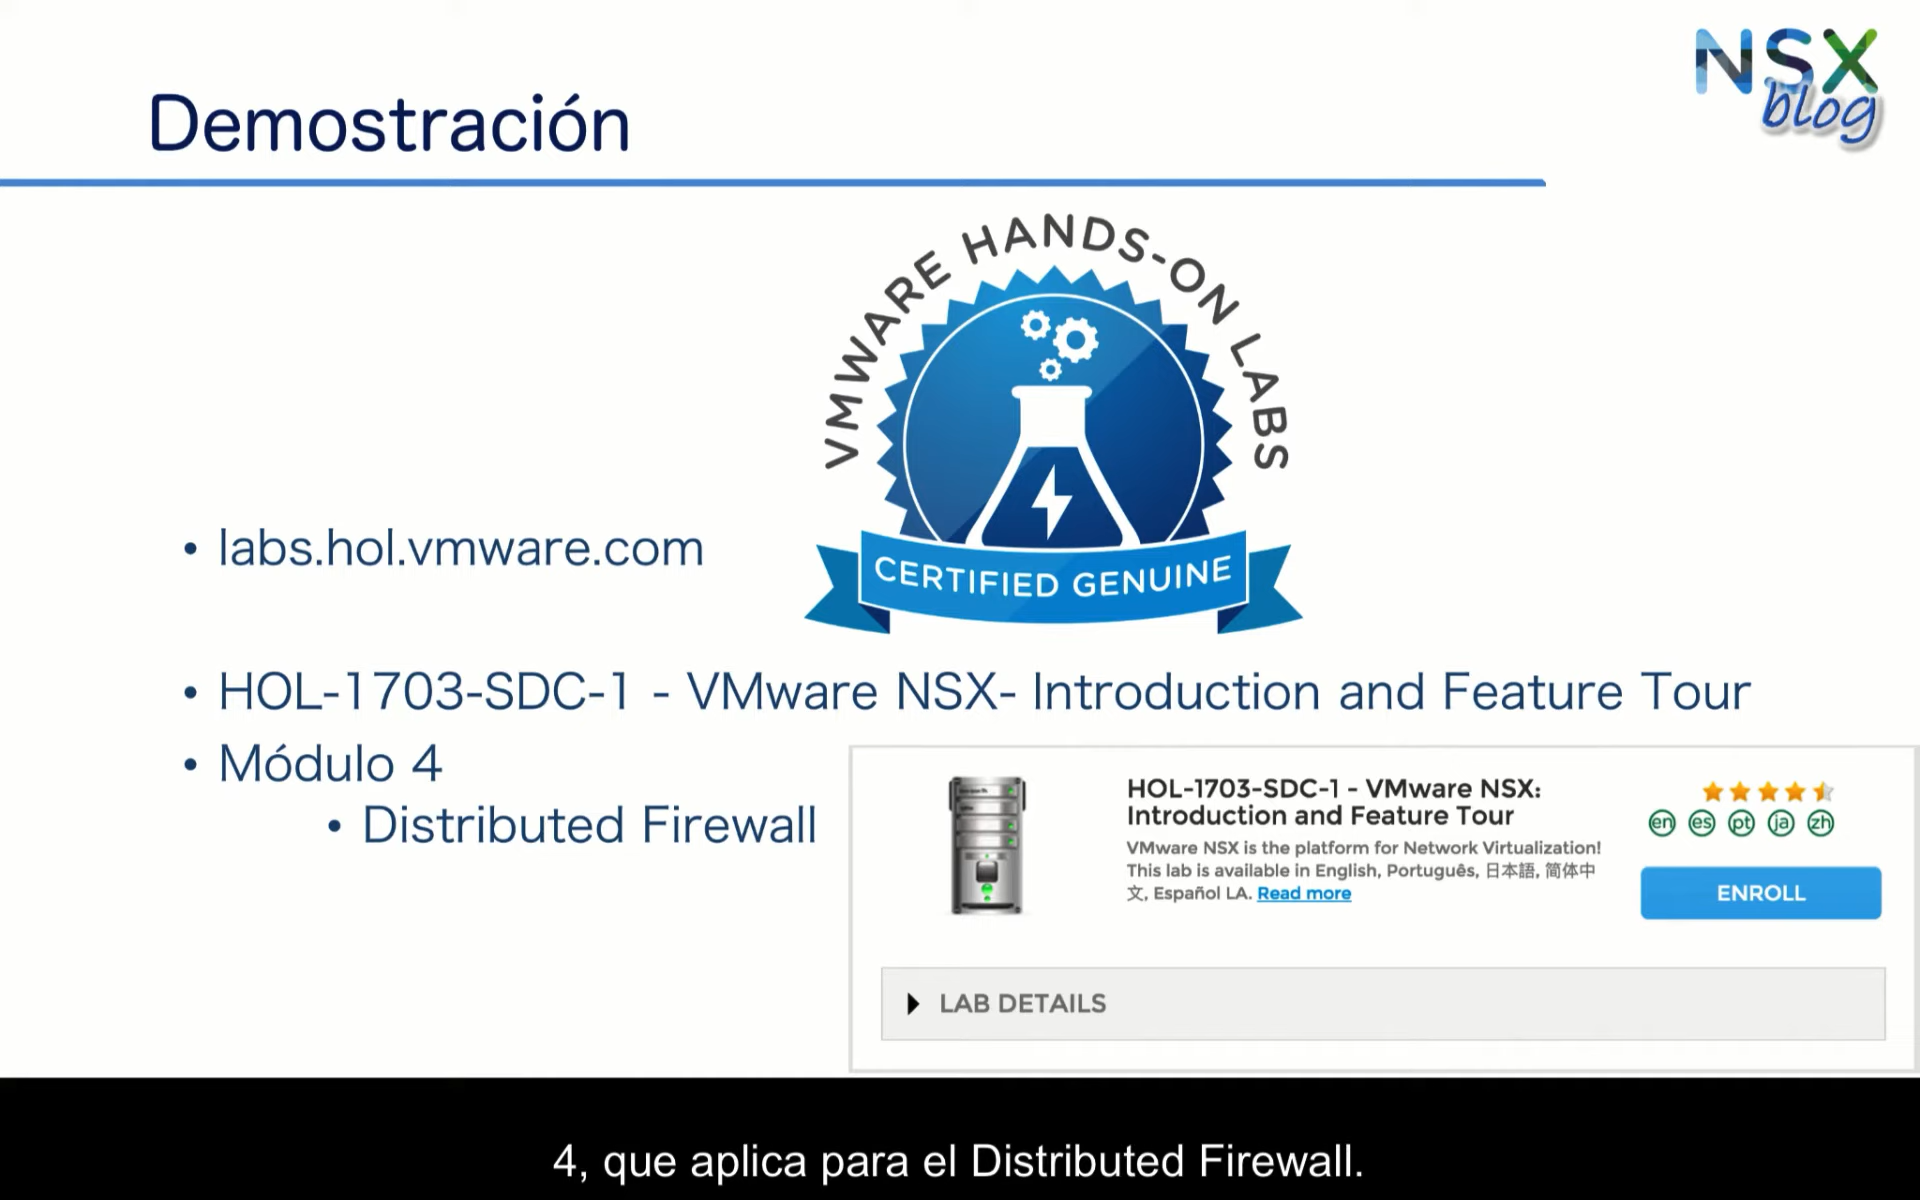 NSX
blog
Demostración
VMWARE HANDS-ON LABS
CERTIFIED GENUINE
• labs.hol.vmware.com
• HOL-1703-SDC-1 - VMware NSX- Introduction and Feature Tour
• Módulo 4
• Distributed Firewall
HOL-1703-SDC-1 - VMware NSX:
Introduction and Feature Tour
VMware NSX is the platform for Network Virtualization!
This lab is available in English, Português, 日本語, 简体中
文, Español LA. Read more
en es pt ja zh
ENROLL
LAB DETAILS
4, que aplica para el Distributed Firewall.